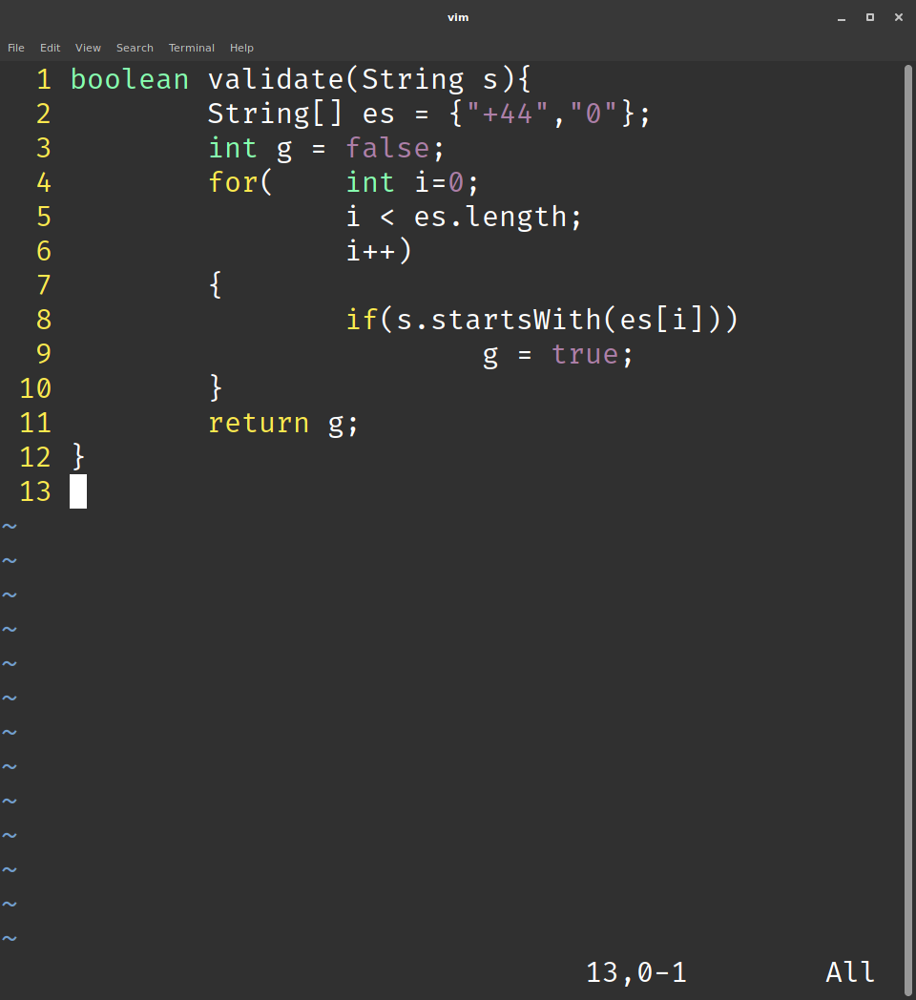 vim
File Edit View Search Terminal Help
1 boolean validate(String s){
2         String[] es = {"+44","0"};
3         int g = false;
4         for(    int i=0;
5                 i < es.length;
6                 i++)
7         {
8                 if(s.startsWith(es[i]))
9                         g = true;
10         }
11         return g;
12 }
13
~
~
~
~
~
~
~
~
~
~
~
~
~
13,0-1 All